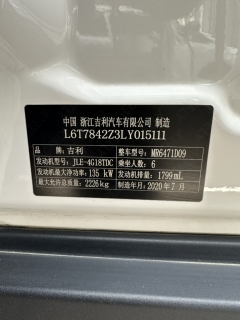 中国 浙江吉利汽车有限公司 制造
L6T7842Z3LY015111
品 牌:吉利 整车型号:MR6471D09
发动机型号:JLE-4G18TDC 乘坐人数:6
发动机最大净功率:135 kW 发动机排量:1799mL
最大允许总质量:2226kg 制造年月:2020年7月